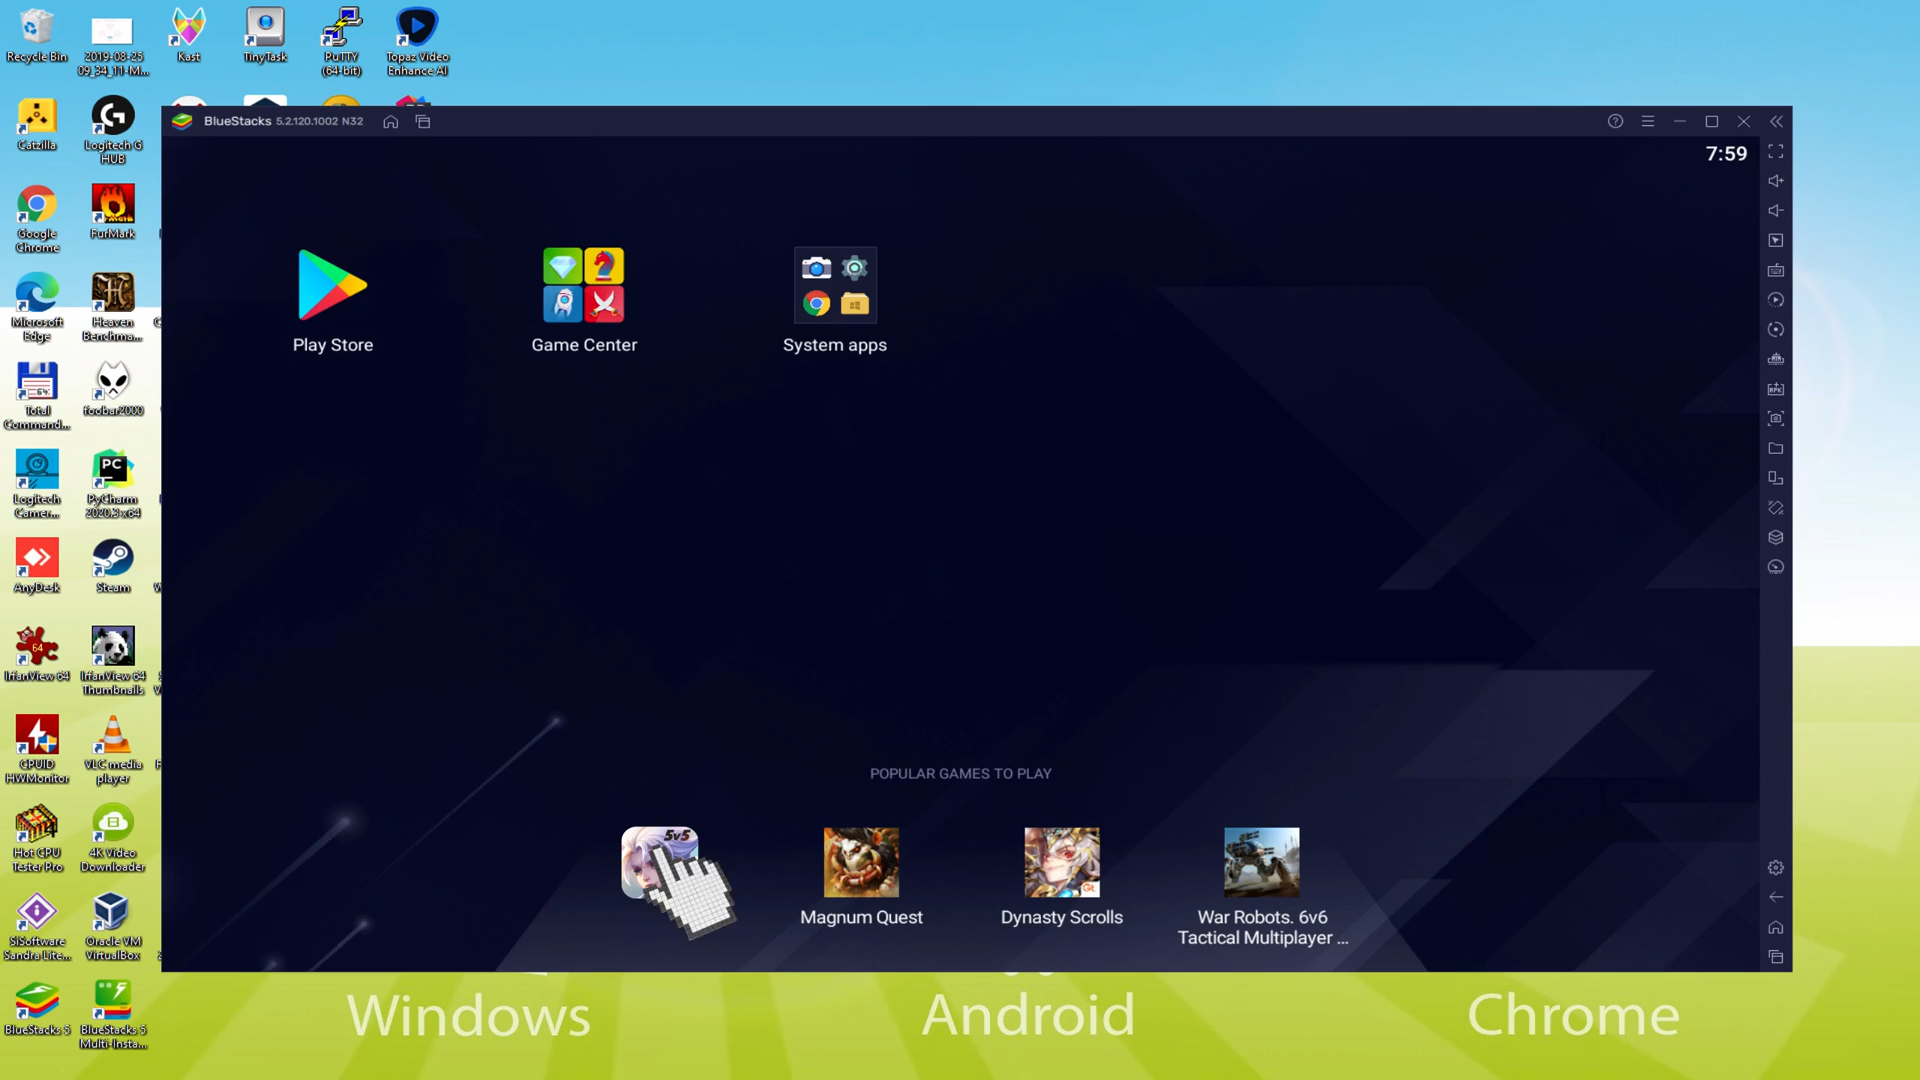 Recycle Bin
2019-08-25
09_34_11-M...
Kast
TinyTask
PuTTY
(64-bit)
Topaz Video
Enhance AI
Catzilla
Logitech G
HUB
Google
Chrome
FurMark
Microsoft
Edge
Heaven
Benchma...
64
Total
Comman­d...
foobar2000
Logitech
Camer...
PC
PyCharm
2020.3 x64
AnyDesk
Steam
64
IrfanView 64
IrfanView 64
Thumbnails
CPUID
HWMonitor
VLC media
player
Hot CPU
Tester Pro
4K Video
Downloader
SiSoftware
Sandra Lite...
Oracle VM
VirtualBox
BlueStacks 5
BlueStacks 5
Multi-Insta...
BlueStacks 5.2.120.1002 N32
7:59
Play Store
Game Center
System apps
POPULAR GAMES TO PLAY
5v5
Magnum Quest
Dynasty Scrolls
War Robots. 6v6
Tactical Multiplayer ...
Windows
Android
Chrome